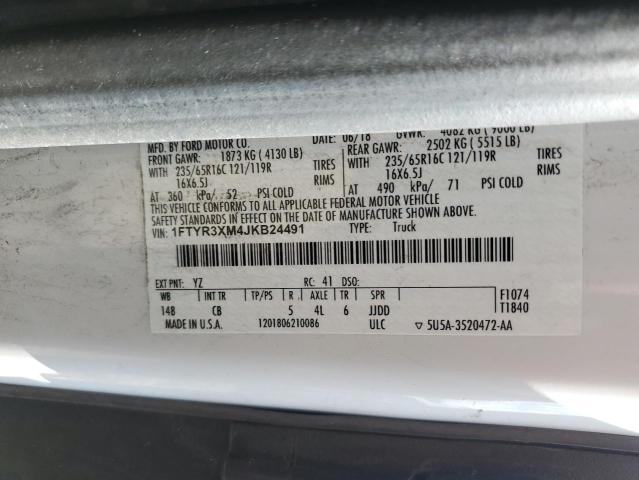 MFD. BY FORD MOTOR CO. DATE: 06/18 GVWR: 4082 KG ( 9000 LB)
FRONT GAWR: 1873 KG ( 4130 LB) REAR GAWR: 2502 KG ( 5515 LB)
WITH 235/65R16C 121/119R TIRES WITH 235/65R16C 121/119R TIRES
16X6.5J RIMS 16X6.5J RIMS
AT 360 kPa/ 52 PSI COLD AT 490 kPa/ 71 PSI COLD
THIS VEHICLE CONFORMS TO ALL APPLICABLE FEDERAL MOTOR VEHICLE
SAFETY STANDARDS IN EFFECT ON THE DATE OF MANUFACTURE SHOWN ABOVE.
VIN: 1FTYR3XM4JKB24491 TYPE: Truck
EXT PNT: YZ RC: 41 DSO:
WB INT TR TP/PS R AXLE TR SPR F1074
148 CB 5 4L 6 JJDD T1840
MADE IN U.S.A. 1201806210086 ULC ▽ 5U5A-3520472-AA